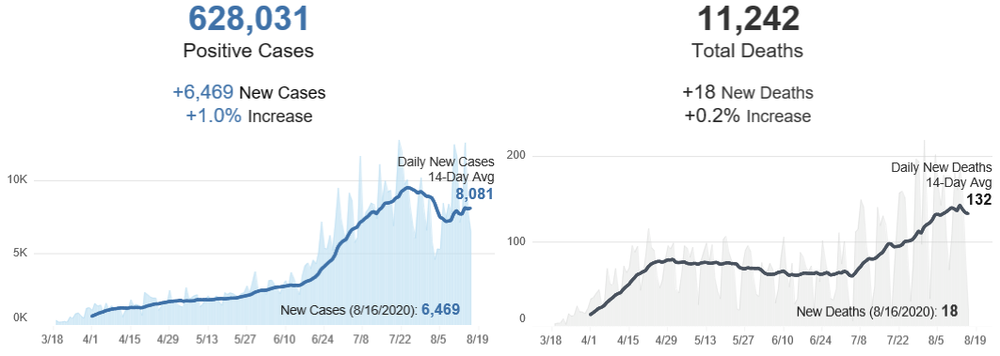 628,031
Positive Cases
+6,469 New Cases
+1.0% Increase
Daily New Cases
14-Day Avg
8,081
10K
5K
0K
New Cases (8/16/2020): 6,469
3/18 4/1 4/15 4/29 5/13 5/27 6/10 6/24 7/8 7/22 8/5 8/19
11,242
Total Deaths
+18 New Deaths
+0.2% Increase
Daily New Deaths
14-Day Avg
132
200
100
0
New Deaths (8/16/2020): 18
3/18 4/1 4/15 4/29 5/13 5/27 6/10 6/24 7/8 7/22 8/5 8/19